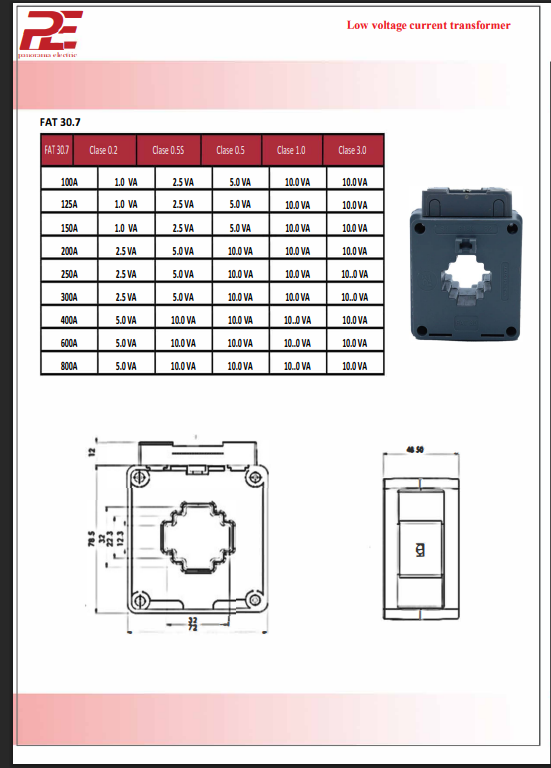 PE
panorama electric
Low voltage current transformer
FAT 30.7
FAT 30.7 Clase 0.2 Clase 0.5S Clase 0.5 Clase 1.0 Clase 3.0
100A 1.0 VA 2.5 VA 5.0 VA 10.0 VA 10.0 VA
125A 1.0 VA 2.5 VA 5.0 VA 10.0 VA 10.0 VA
150A 1.0 VA 2.5 VA 5.0 VA 10.0 VA 10.0 VA
200A 2.5 VA 5.0 VA 10.0 VA 10.0 VA 10.0 VA
250A 2.5 VA 5.0 VA 10.0 VA 10.0 VA 10..0 VA
300A 2.5 VA 5.0 VA 10.0 VA 10.0 VA 10..0 VA
400A 5.0 VA 10.0 VA 10.0 VA 10..0 VA 10.0 VA
600A 5.0 VA 10.0 VA 10.0 VA 10..0 VA 10.0 VA
800A 5.0 VA 10.0 VA 10.0 VA 10..0 VA 10.0 VA
12
78.5
32
22.3
12.3
32
72
48.50